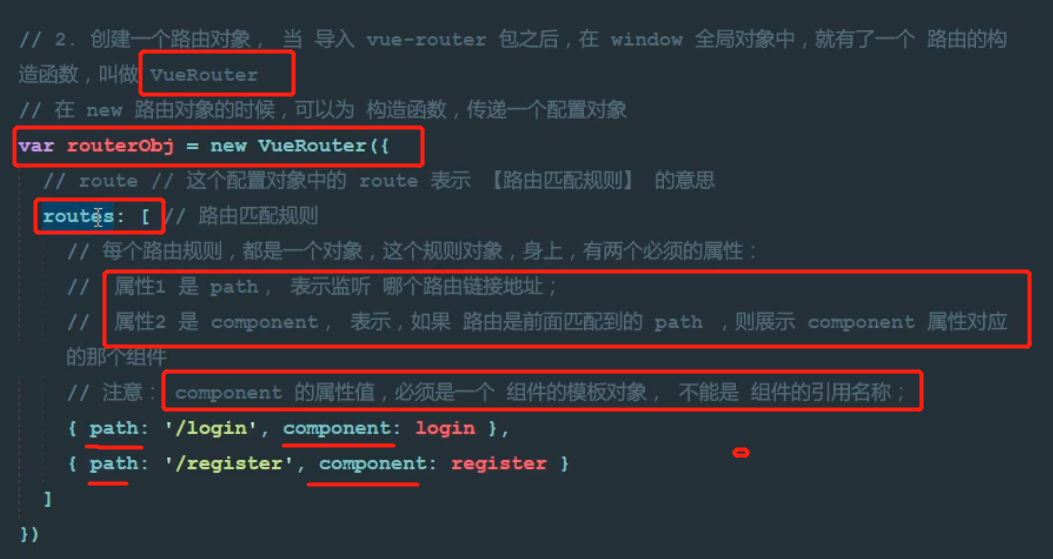 // 2. 创建一个路由对象， 当 导入 vue-router 包之后，在 window 全局对象中，就有了一个 路由的构
造函数，叫做 VueRouter
// 在 new 路由对象的时候，可以为 构造函数，传递一个配置对象
var routerObj = new VueRouter({
// route // 这个配置对象中的 route 表示 【路由匹配规则】 的意思
routes: [ // 路由匹配规则
// 每个路由规则，都是一个对象，这个规则对象，身上，有两个必须的属性：
// 属性1 是 path， 表示监听 哪个路由链接地址；
// 属性2 是 component， 表示，如果 路由是前面匹配到的 path ，则展示 component 属性对应
的那个组件
// 注意： component 的属性值，必须是一个 组件的模板对象， 不能是 组件的引用名称；
{ path: '/login', component: login },
{ path: '/register', component: register }
]
})